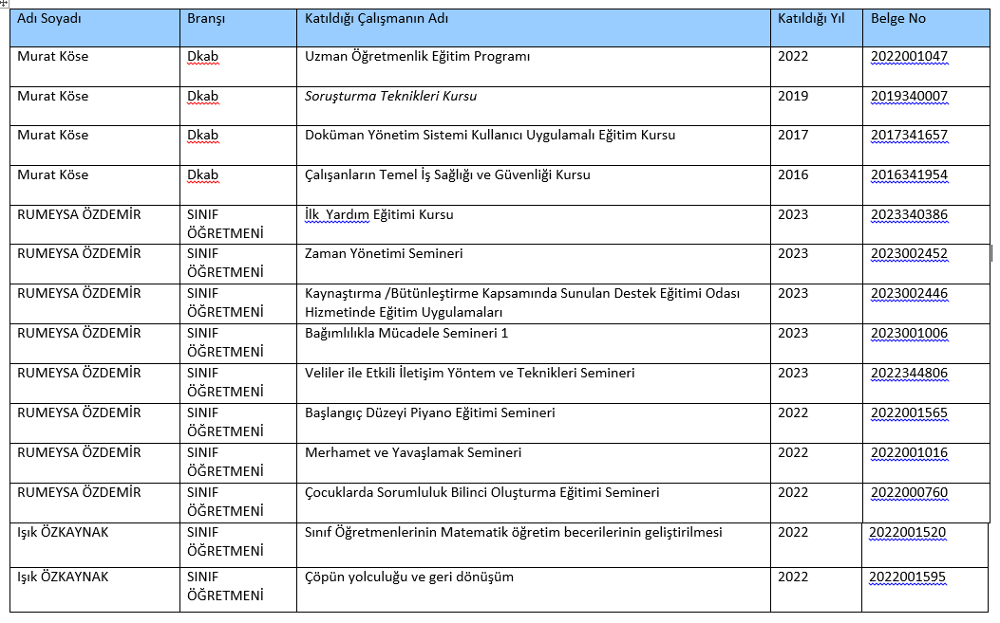 Adı Soyadı Branşı Katıldığı Çalışmanın Adı Katıldığı Yıl Belge No
Murat Köse Dkab Uzman Öğretmenlik Eğitim Programı 2022 2022001047
Murat Köse Dkab Soruşturma Teknikleri Kursu 2019 2019340007
Murat Köse Dkab Doküman Yönetim Sistemi Kullanıcı Uygulamalı Eğitim Kursu 2017 2017341657
Murat Köse Dkab Çalışanların Temel İş Sağlığı ve Güvenliği Kursu 2016 2016341954
RUMEYSA ÖZDEMİR SINIF İlk  Yardım Eğitimi Kursu 2023 2023340386
ÖĞRETMENİ
RUMEYSA ÖZDEMİR SINIF Zaman Yönetimi Semineri 2023 2023002452
ÖĞRETMENİ
RUMEYSA ÖZDEMİR SINIF Kaynaştırma /Bütünleştirme Kapsamında Sunulan Destek Eğitimi Odası 2023 2023002446
ÖĞRETMENİ Hizmetinde Eğitim Uygulamaları
RUMEYSA ÖZDEMİR SINIF Bağımlılıkla Mücadele Semineri 1 2023 2023001006
ÖĞRETMENİ
RUMEYSA ÖZDEMİR SINIF Veliler ile Etkili İletişim Yöntem ve Teknikleri Semineri 2023 2022344806
ÖĞRETMENİ
RUMEYSA ÖZDEMİR SINIF Başlangıç Düzeyi Piyano Eğitimi Semineri 2022 2022001565
ÖĞRETMENİ
RUMEYSA ÖZDEMİR SINIF Merhamet ve Yavaşlamak Semineri 2022 2022001016
ÖĞRETMENİ
RUMEYSA ÖZDEMİR SINIF Çocuklarda Sorumluluk Bilinci Oluşturma Eğitimi Semineri 2022 2022000760
ÖĞRETMENİ
Işık ÖZKAYNAK SINIF Sınıf Öğretmenlerinin Matematik öğretim becerilerinin geliştirilmesi 2022 2022001520
ÖĞRETMENİ
Işık ÖZKAYNAK SINIF Çöpün yolculuğu ve geri dönüşüm 2022 2022001595
ÖĞRETMENİ